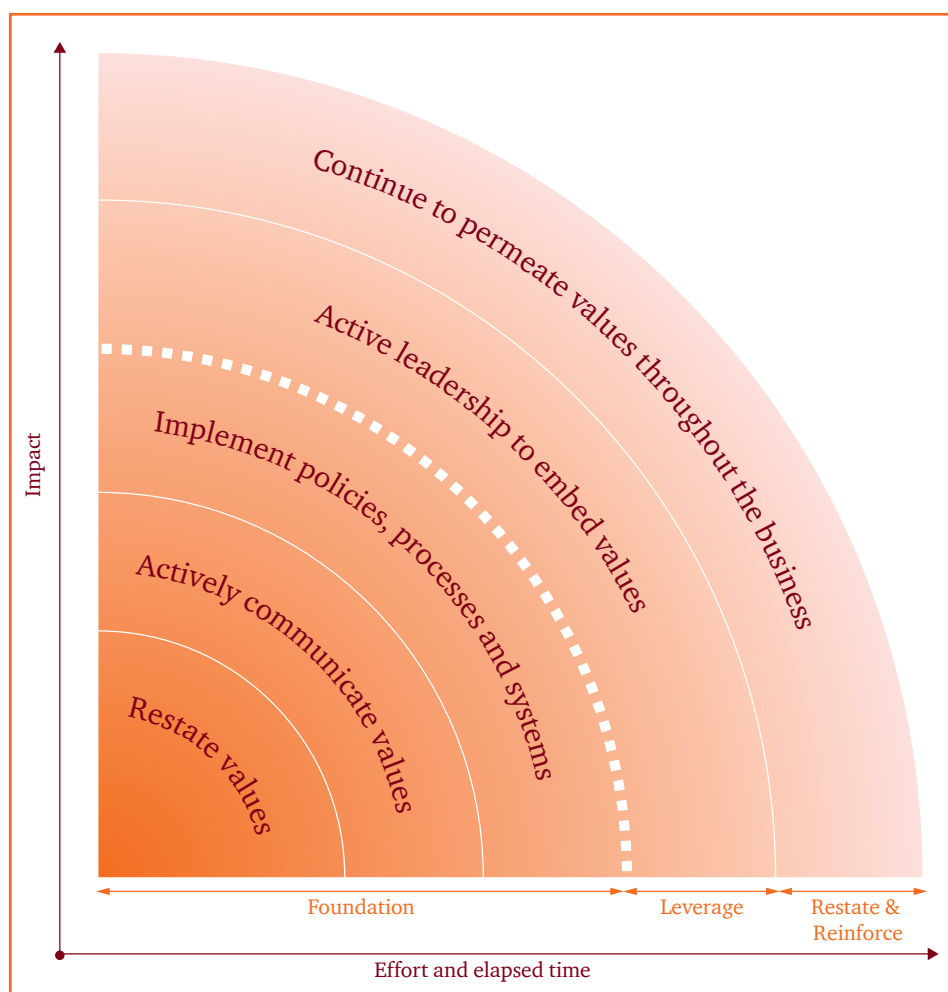 Continue to permeate values throughout the business
Active leadership to embed values
Implement policies, processes and systems
Actively communicate values
Restate values
Impact
Foundation
Leverage
Restate &
Reinforce
Effort and elapsed time